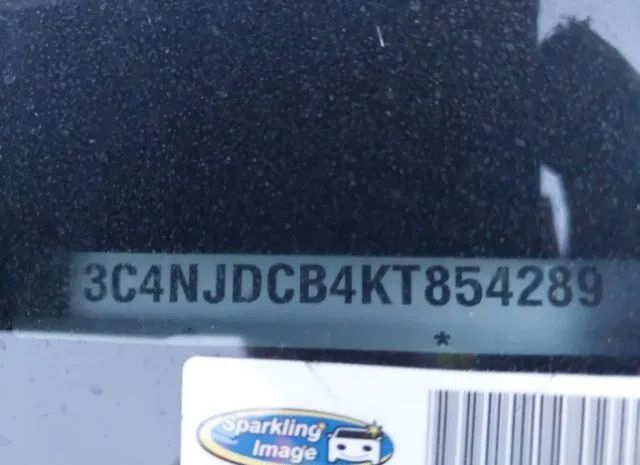 3C4NJDCB4KT854289
*
Sparkling
Image